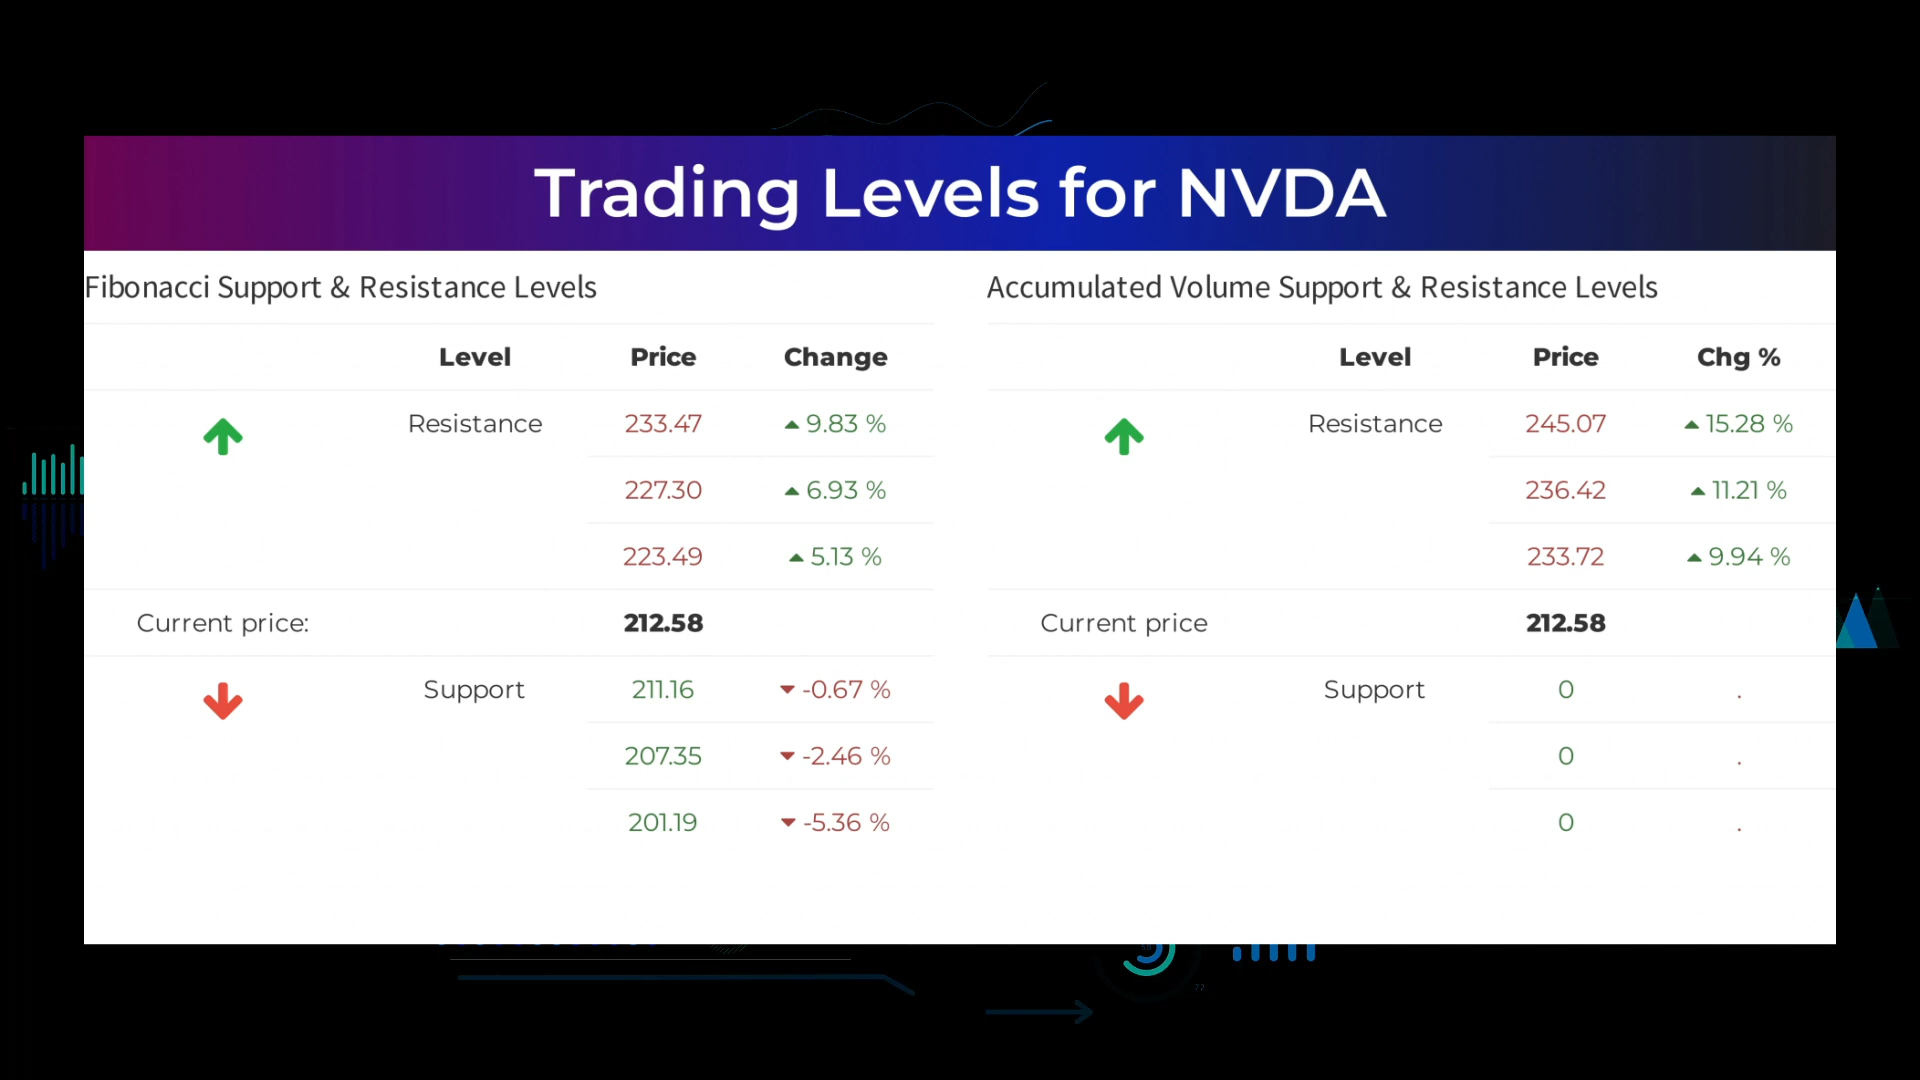 Trading Levels for NVDA
Fibonacci Support & Resistance Levels
Level Price Change
Resistance 233.47 9.83 %
227.30 6.93 %
223.49 5.13 %
Current price: 212.58
Support 211.16 -0.67 %
207.35 -2.46 %
201.19 -5.36 %
Accumulated Volume Support & Resistance Levels
Level Price Chg %
Resistance 245.07 15.28 %
236.42 11.21 %
233.72 9.94 %
Current price 212.58
Support 0 .
0 .
0 .